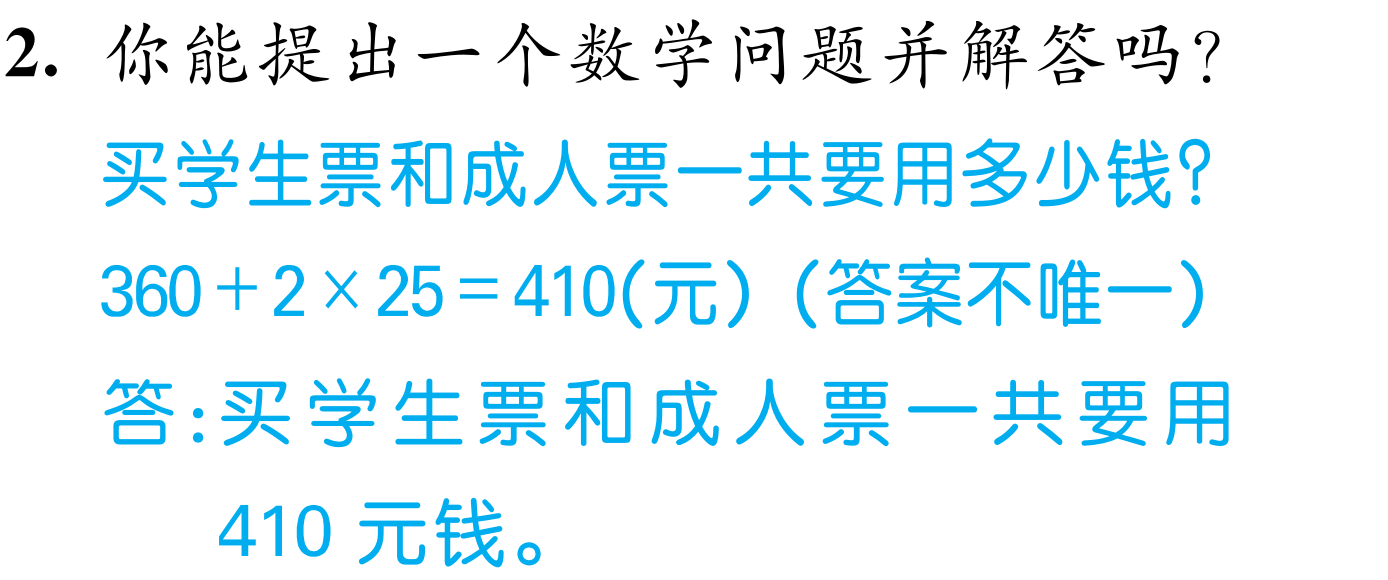 2. 你能提出一个数学问题并解答吗?
买学生票和成人票一共要用多少钱?
360+2×25=410(元) (答案不唯一)
答:买学生票和成人票一共要用
410 元钱。